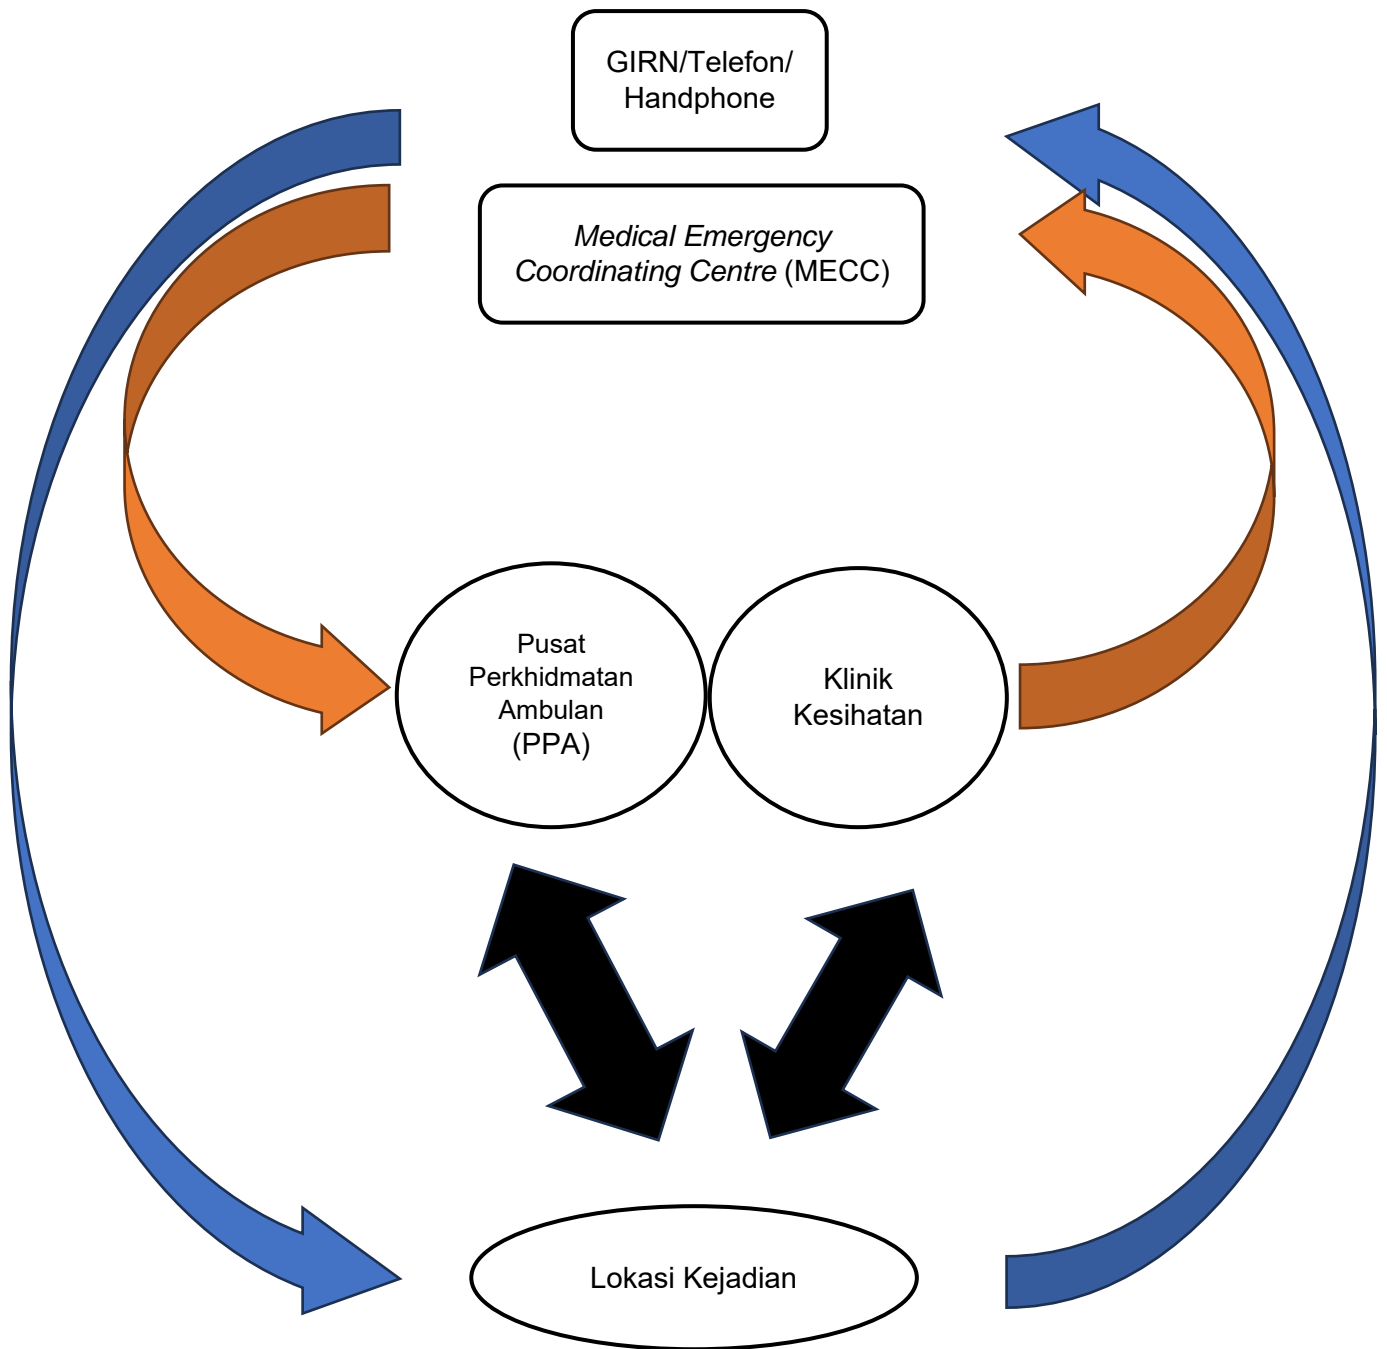 GIRN/Telefon/
Handphone
Medical Emergency
Coordinating Centre (MECC)
Pusat
Perkhidmatan
Ambulan
(PPA)
Klinik
Kesihatan
Lokasi Kejadian